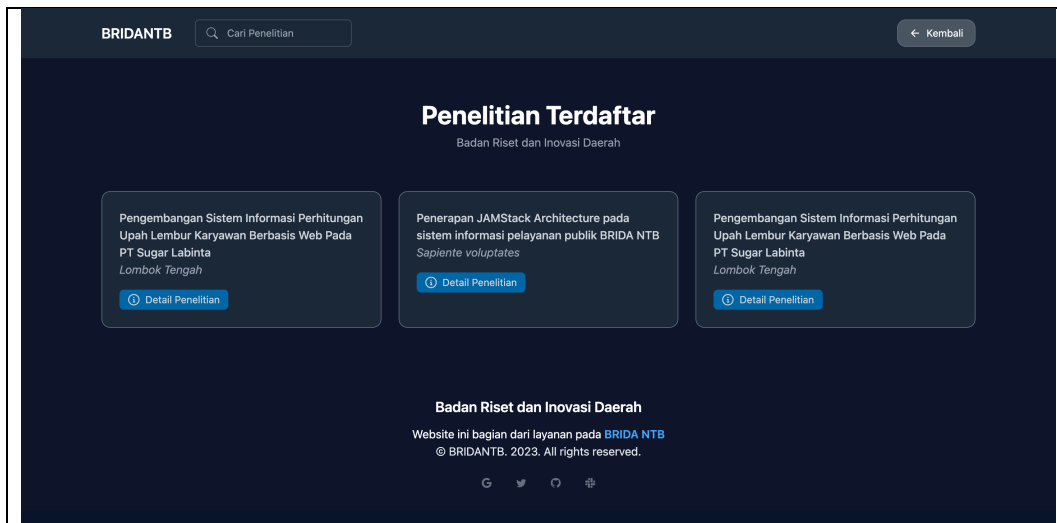 BRIDANTB
Cari Penelitian
← Kembali
Penelitian Terdaftar
Badan Riset dan Inovasi Daerah
Pengembangan Sistem Informasi Perhitungan
Upah Lembur Karyawan Berbasis Web Pada
PT Sugar Labinta
Lombok Tengah
Detail Penelitian
Penerapan JAMStack Architecture pada
sistem informasi pelayanan publik BRIDA NTB
Sapiente voluptates
Detail Penelitian
Pengembangan Sistem Informasi Perhitungan
Upah Lembur Karyawan Berbasis Web Pada
PT Sugar Labinta
Lombok Tengah
Detail Penelitian
Badan Riset dan Inovasi Daerah
Website ini bagian dari layanan pada BRIDA NTB
© BRIDANTB. 2023. All rights reserved.